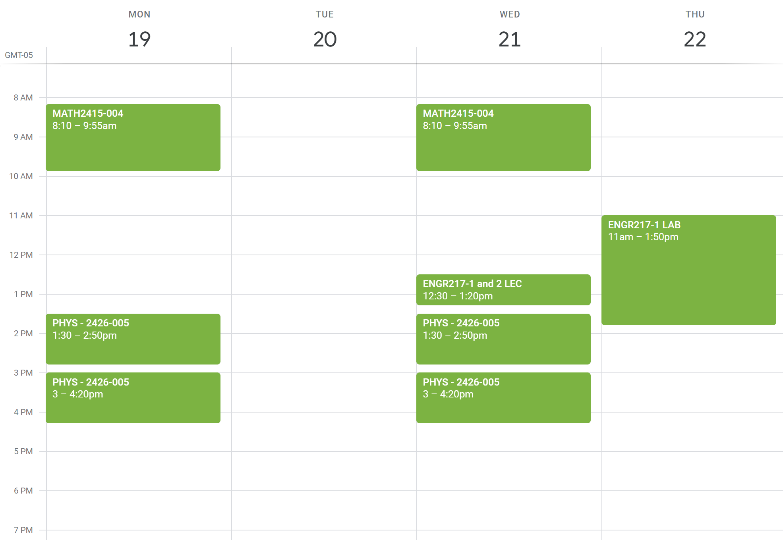 MON
TUE
WED
THU
19
20
21
22
GMT-05
8 AM
9 AM
10 AM
11 AM
12 PM
1 PM
2 PM
3 PM
4 PM
5 PM
6 PM
7 PM
MATH2415-004
8:10 – 9:55am
PHYS - 2426-005
1:30 – 2:50pm
PHYS - 2426-005
3 – 4:20pm
MATH2415-004
8:10 – 9:55am
ENGR217-1 and 2 LEC
12:30 – 1:20pm
PHYS - 2426-005
1:30 – 2:50pm
PHYS - 2426-005
3 – 4:20pm
ENGR217-1 LAB
11am – 1:50pm